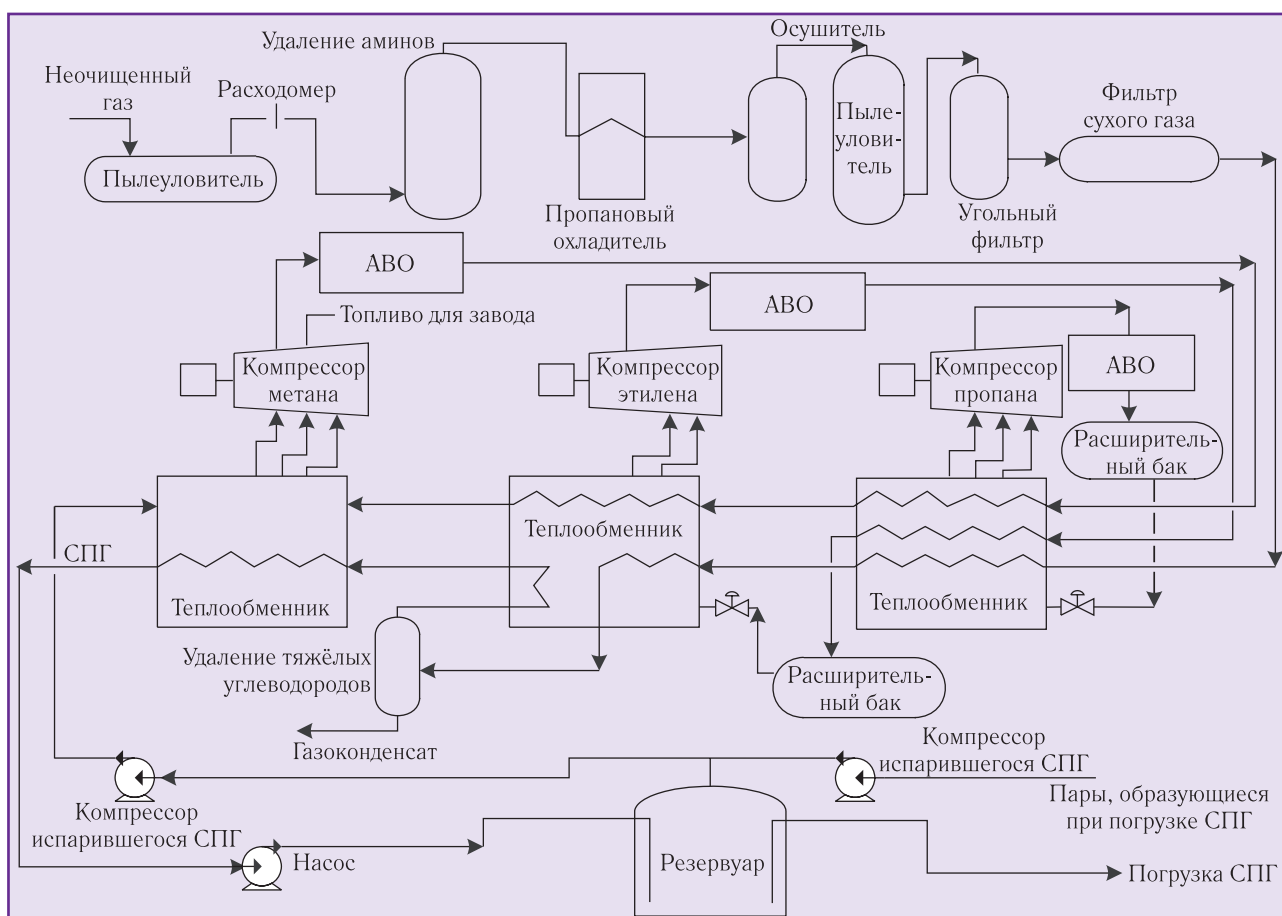 Удаление аминов
Осушитель
Неочищенный
газ
Расходомер
Фильтр
сухого газа
Пыле-
улови-
тель
Пылеуловитель
Пропановый
охладитель
Угольный
фильтр
АВО
АВО
Топливо для завода
Компрессор
метана
Компрессор
этилена
Компрессор
пропана
АВО
Расширитель-
ный бак
СПГ
Теплообменник
Теплообменник
Теплообменник
Удаление тяжёлых
углеводородов
Расширитель-
ный бак
Газоконденсат
Компрессор
испарившегося СПГ
Компрессор
испарившегося СПГ
Пары, образующиеся
при погрузке СПГ
Насос
Резервуар
Погрузка СПГ